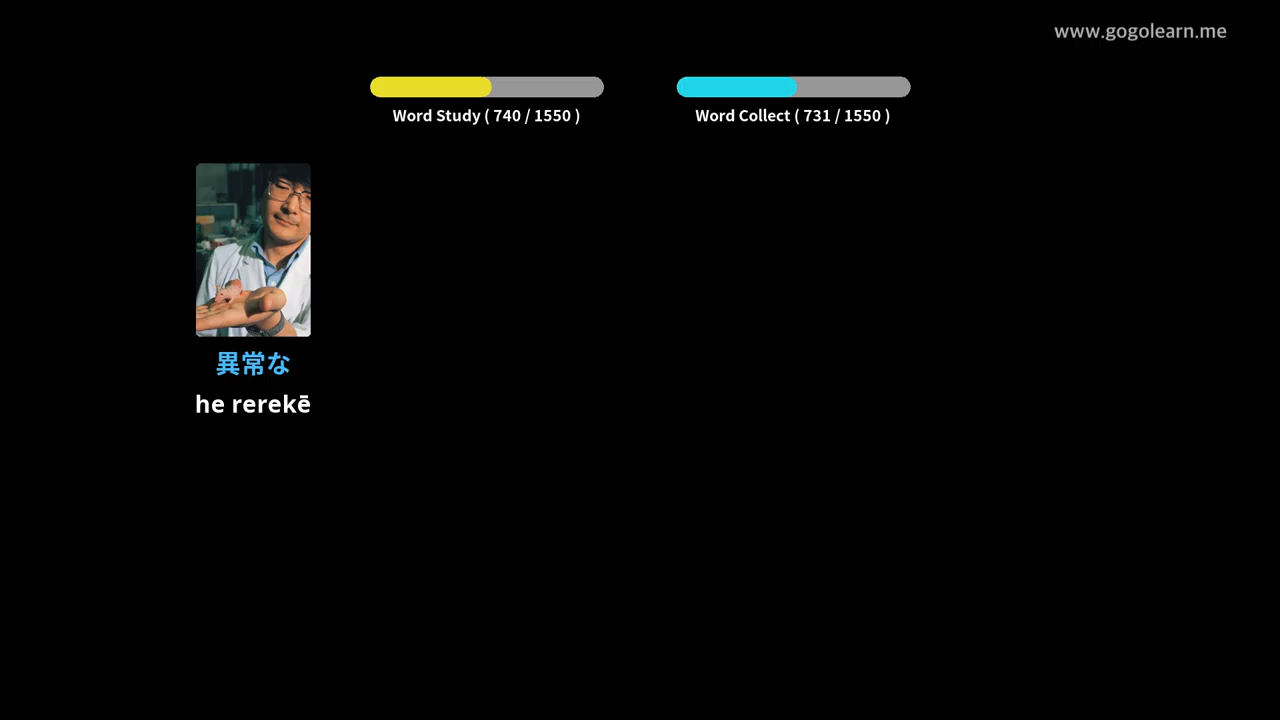 www.gogolearn.me
Word Study ( 740 / 1550 )
Word Collect ( 731 / 1550 )
異常な
he rerekē